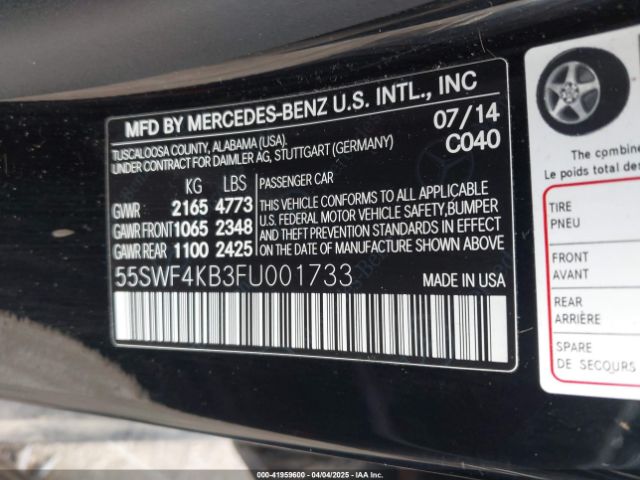 MFD BY MERCEDES-BENZ U.S. INTL., INC
TUSCALOOSA COUNTY, ALABAMA (USA).
UNDER CONTRACT FOR DAIMLER AG, STUTTGART (GERMANY)
07/14
C040
KG LBS
GVWR 2165 4773
GAWR FRONT 1065 2348
GAWR REAR 1100 2425
PASSENGER CAR
THIS VEHICLE CONFORMS TO ALL APPLICABLE
U.S. FEDERAL MOTOR VEHICLE SAFETY, BUMPER
AND THEFT PREVENTION STANDARDS IN EFFECT
ON THE DATE OF MANUFACTURE SHOWN ABOVE.
55SWF4KB3FU001733
MADE IN USA
The combine
Le poids total des
TIRE
PNEU
FRONT
AVANT
REAR
ARRIÈRE
SPARE
DE SECOURS
000-41959600 - 04/04/2025 - IAA Inc.